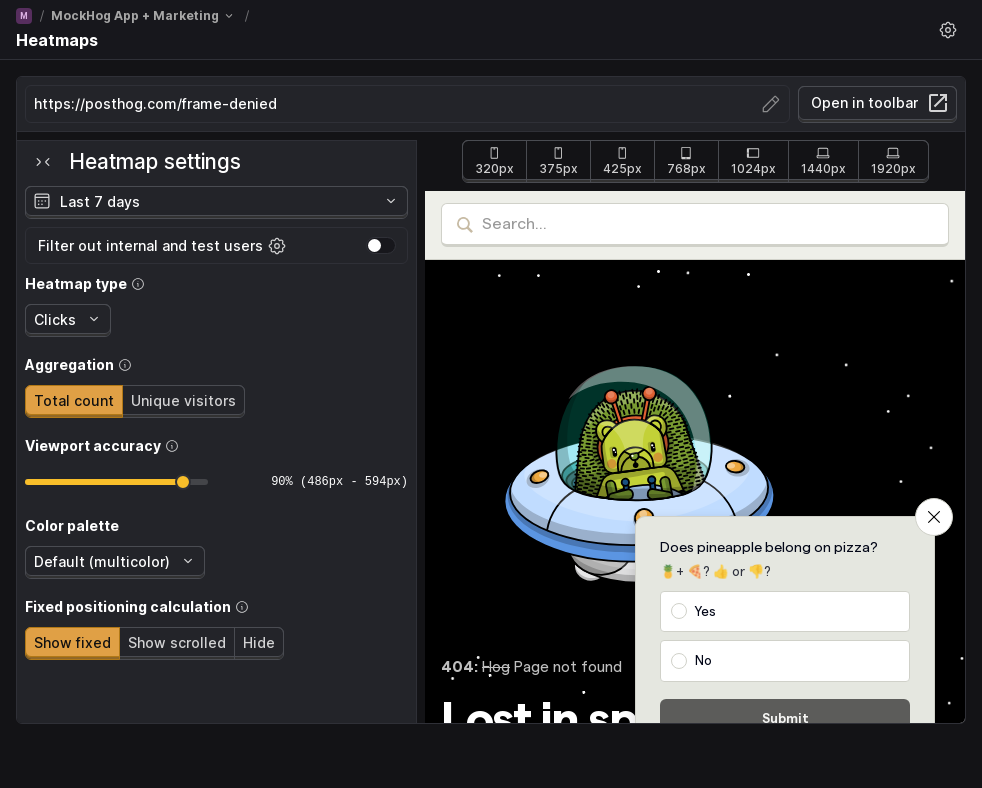 M / MockHog App + Marketing /
Heatmaps
https://posthog.com/frame-denied
Open in toolbar
Heatmap settings
Last 7 days
Filter out internal and test users
Heatmap type
Clicks
Aggregation
Total count Unique visitors
Viewport accuracy
90% (486px - 594px)
Color palette
Default (multicolor)
Fixed positioning calculation
Show fixed Show scrolled Hide
320px 375px 425px 768px 1024px 1440px 1920px
Search...
404: Hog Page not found
Lost in sp
Does pineapple belong on pizza?
🍍+ 🍕? 👍 or 👎?
Yes
No
Submit